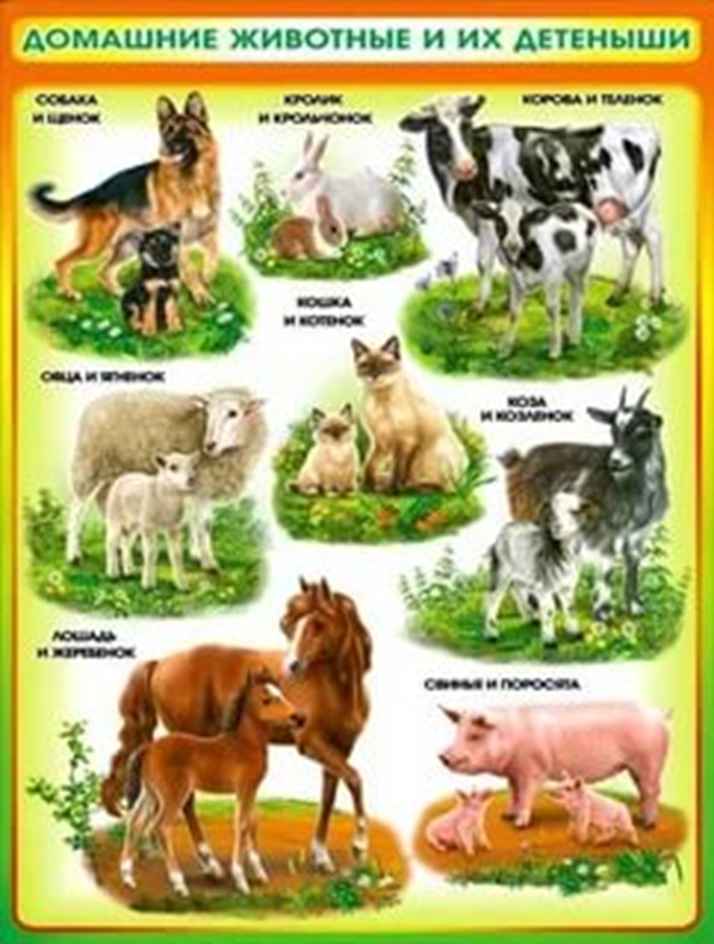 ДОМАШНИЕ ЖИВОТНЫЕ И ИХ ДЕТЕНЫШИ
СОБАКА
И ЩЕНОК
КРОЛИК
И КРОЛЬЧОНОК
КОРОВА И ТЕЛЕНОК
КОШКА
И КОТЕНОК
ОВЦА И ЯГНЕНОК
КОЗА
И КОЗЛЕНОК
ЛОШАДЬ
И ЖЕРЕБЕНОК
СВИНЬЯ И ПОРОСЯТА